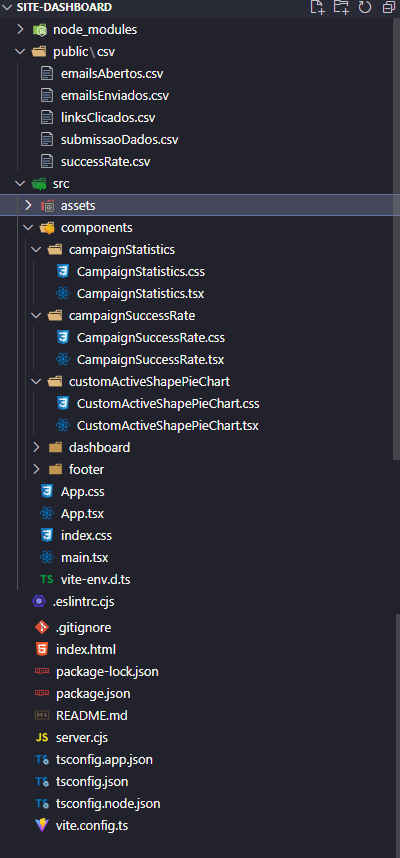 SITE-DASHBOARD
node_modules
public\csv
emailsAbertos.csv
emailsEnviados.csv
linksClicados.csv
submissaoDados.csv
successRate.csv
src
assets
components
campaignStatistics
CampaignStatistics.css
CampaignStatistics.tsx
campaignSuccessRate
CampaignSuccessRate.css
CampaignSuccessRate.tsx
customActiveShapePieChart
CustomActiveShapePieChart.css
CustomActiveShapePieChart.tsx
dashboard
footer
App.css
App.tsx
index.css
main.tsx
TS vite-env.d.ts
.eslintrc.cjs
.gitignore
index.html
package-lock.json
package.json
README.md
JS server.cjs
TS tsconfig.app.json
TS tsconfig.json
TS tsconfig.node.json
vite.config.ts